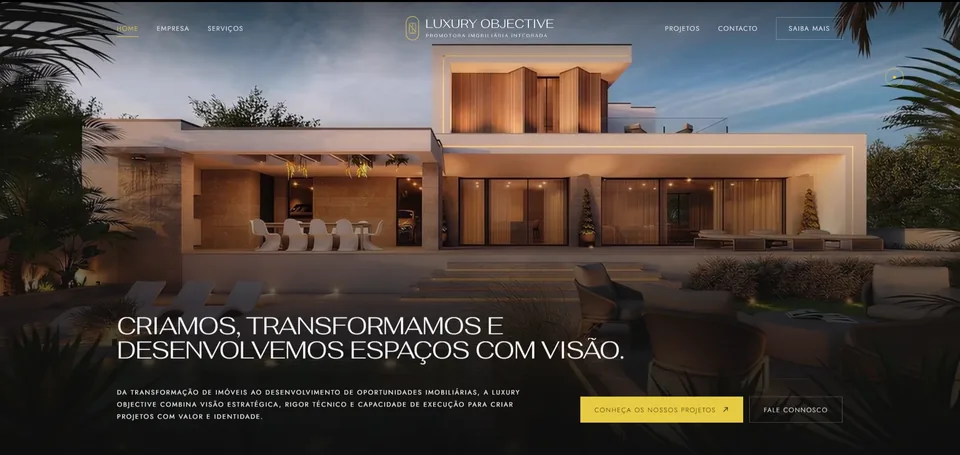 HOME
EMPRESA
SERVIÇOS
LUXURY OBJECTIVE
PROMOTORA IMOBILIÁRIA INTEGRADA
PROJETOS
CONTACTO
SAIBA MAIS
CRIAMOS, TRANSFORMAMOS E
DESENVOLVEMOS ESPAÇOS COM VISÃO.
DA TRANSFORMAÇÃO DE IMÓVEIS AO DESENVOLVIMENTO DE OPORTUNIDADES IMOBILIÁRIAS, A LUXURY
OBJECTIVE COMBINA VISÃO ESTRATÉGICA, RIGOR TÉCNICO E CAPACIDADE DE EXECUÇÃO PARA CRIAR
PROJETOS COM VALOR E IDENTIDADE.
CONHEÇA OS NOSSOS PROJETOS
FALE CONNOSCO